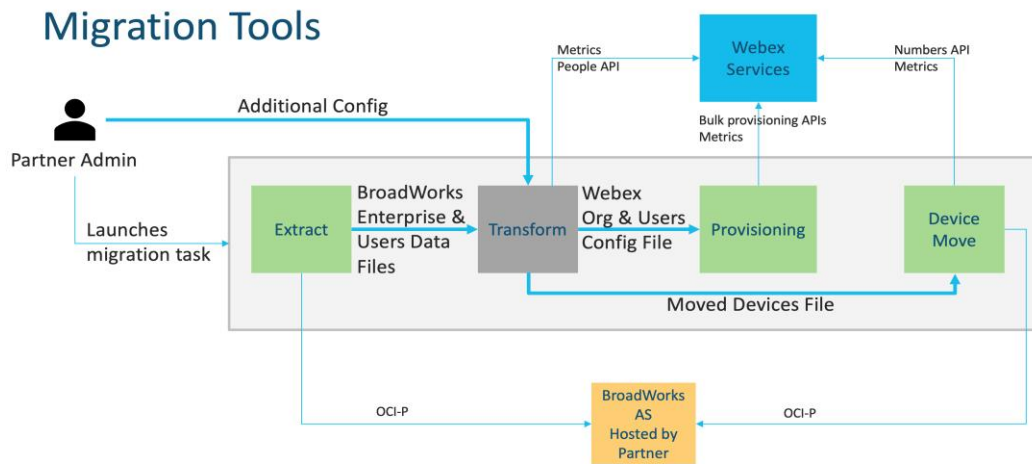 Migration Tools
Metrics
People API
Webex
Services
Numbers API
Metrics
Additional Config
Bulk provisioning APIs
Metrics
Partner Admin
Launches
migration task
Extract
BroadWorks
Enterprise &
Users Data
Files
Transform
Webex
Org & Users
Config File
Provisioning
Device
Move
Moved Devices File
OCI-P
BroadWorks
AS
Hosted by
Partner
OCI-P